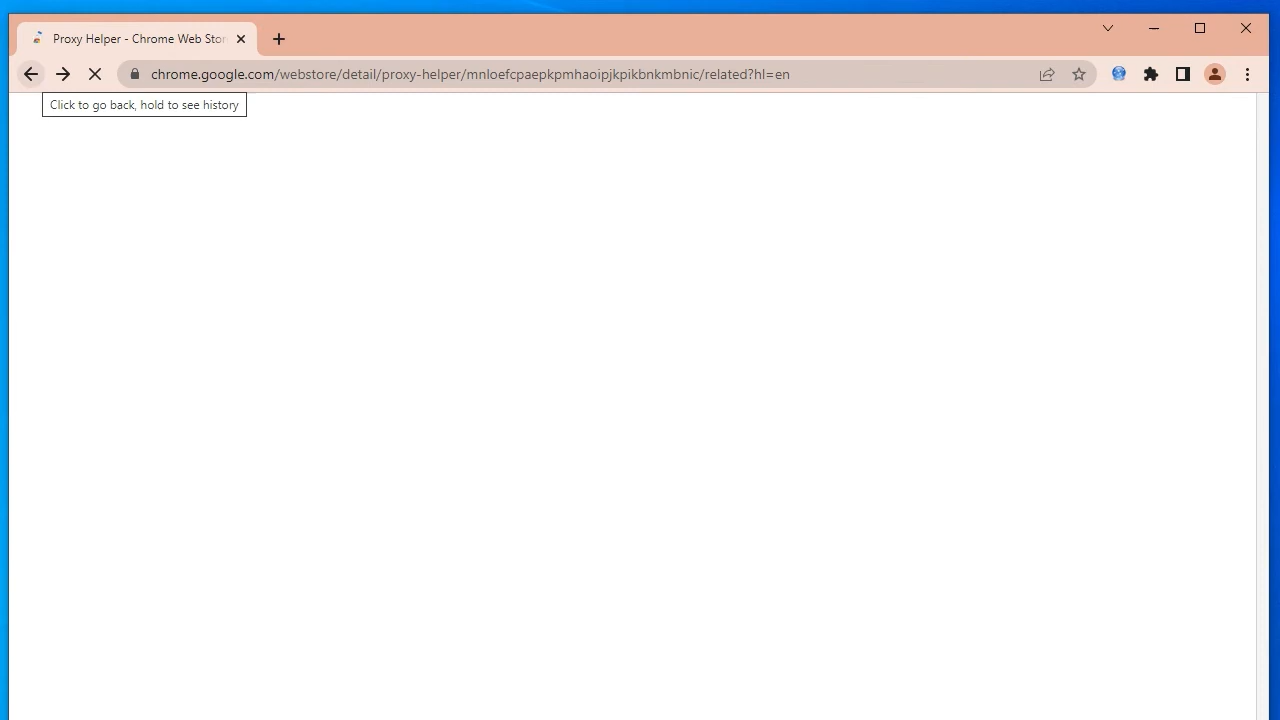 Proxy Helper - Chrome Web Stor
chrome.google.com/webstore/detail/proxy-helper/mnloefcpaepkpmhaoipjkpikbnkmbnic/related?hl=en
Click to go back, hold to see history